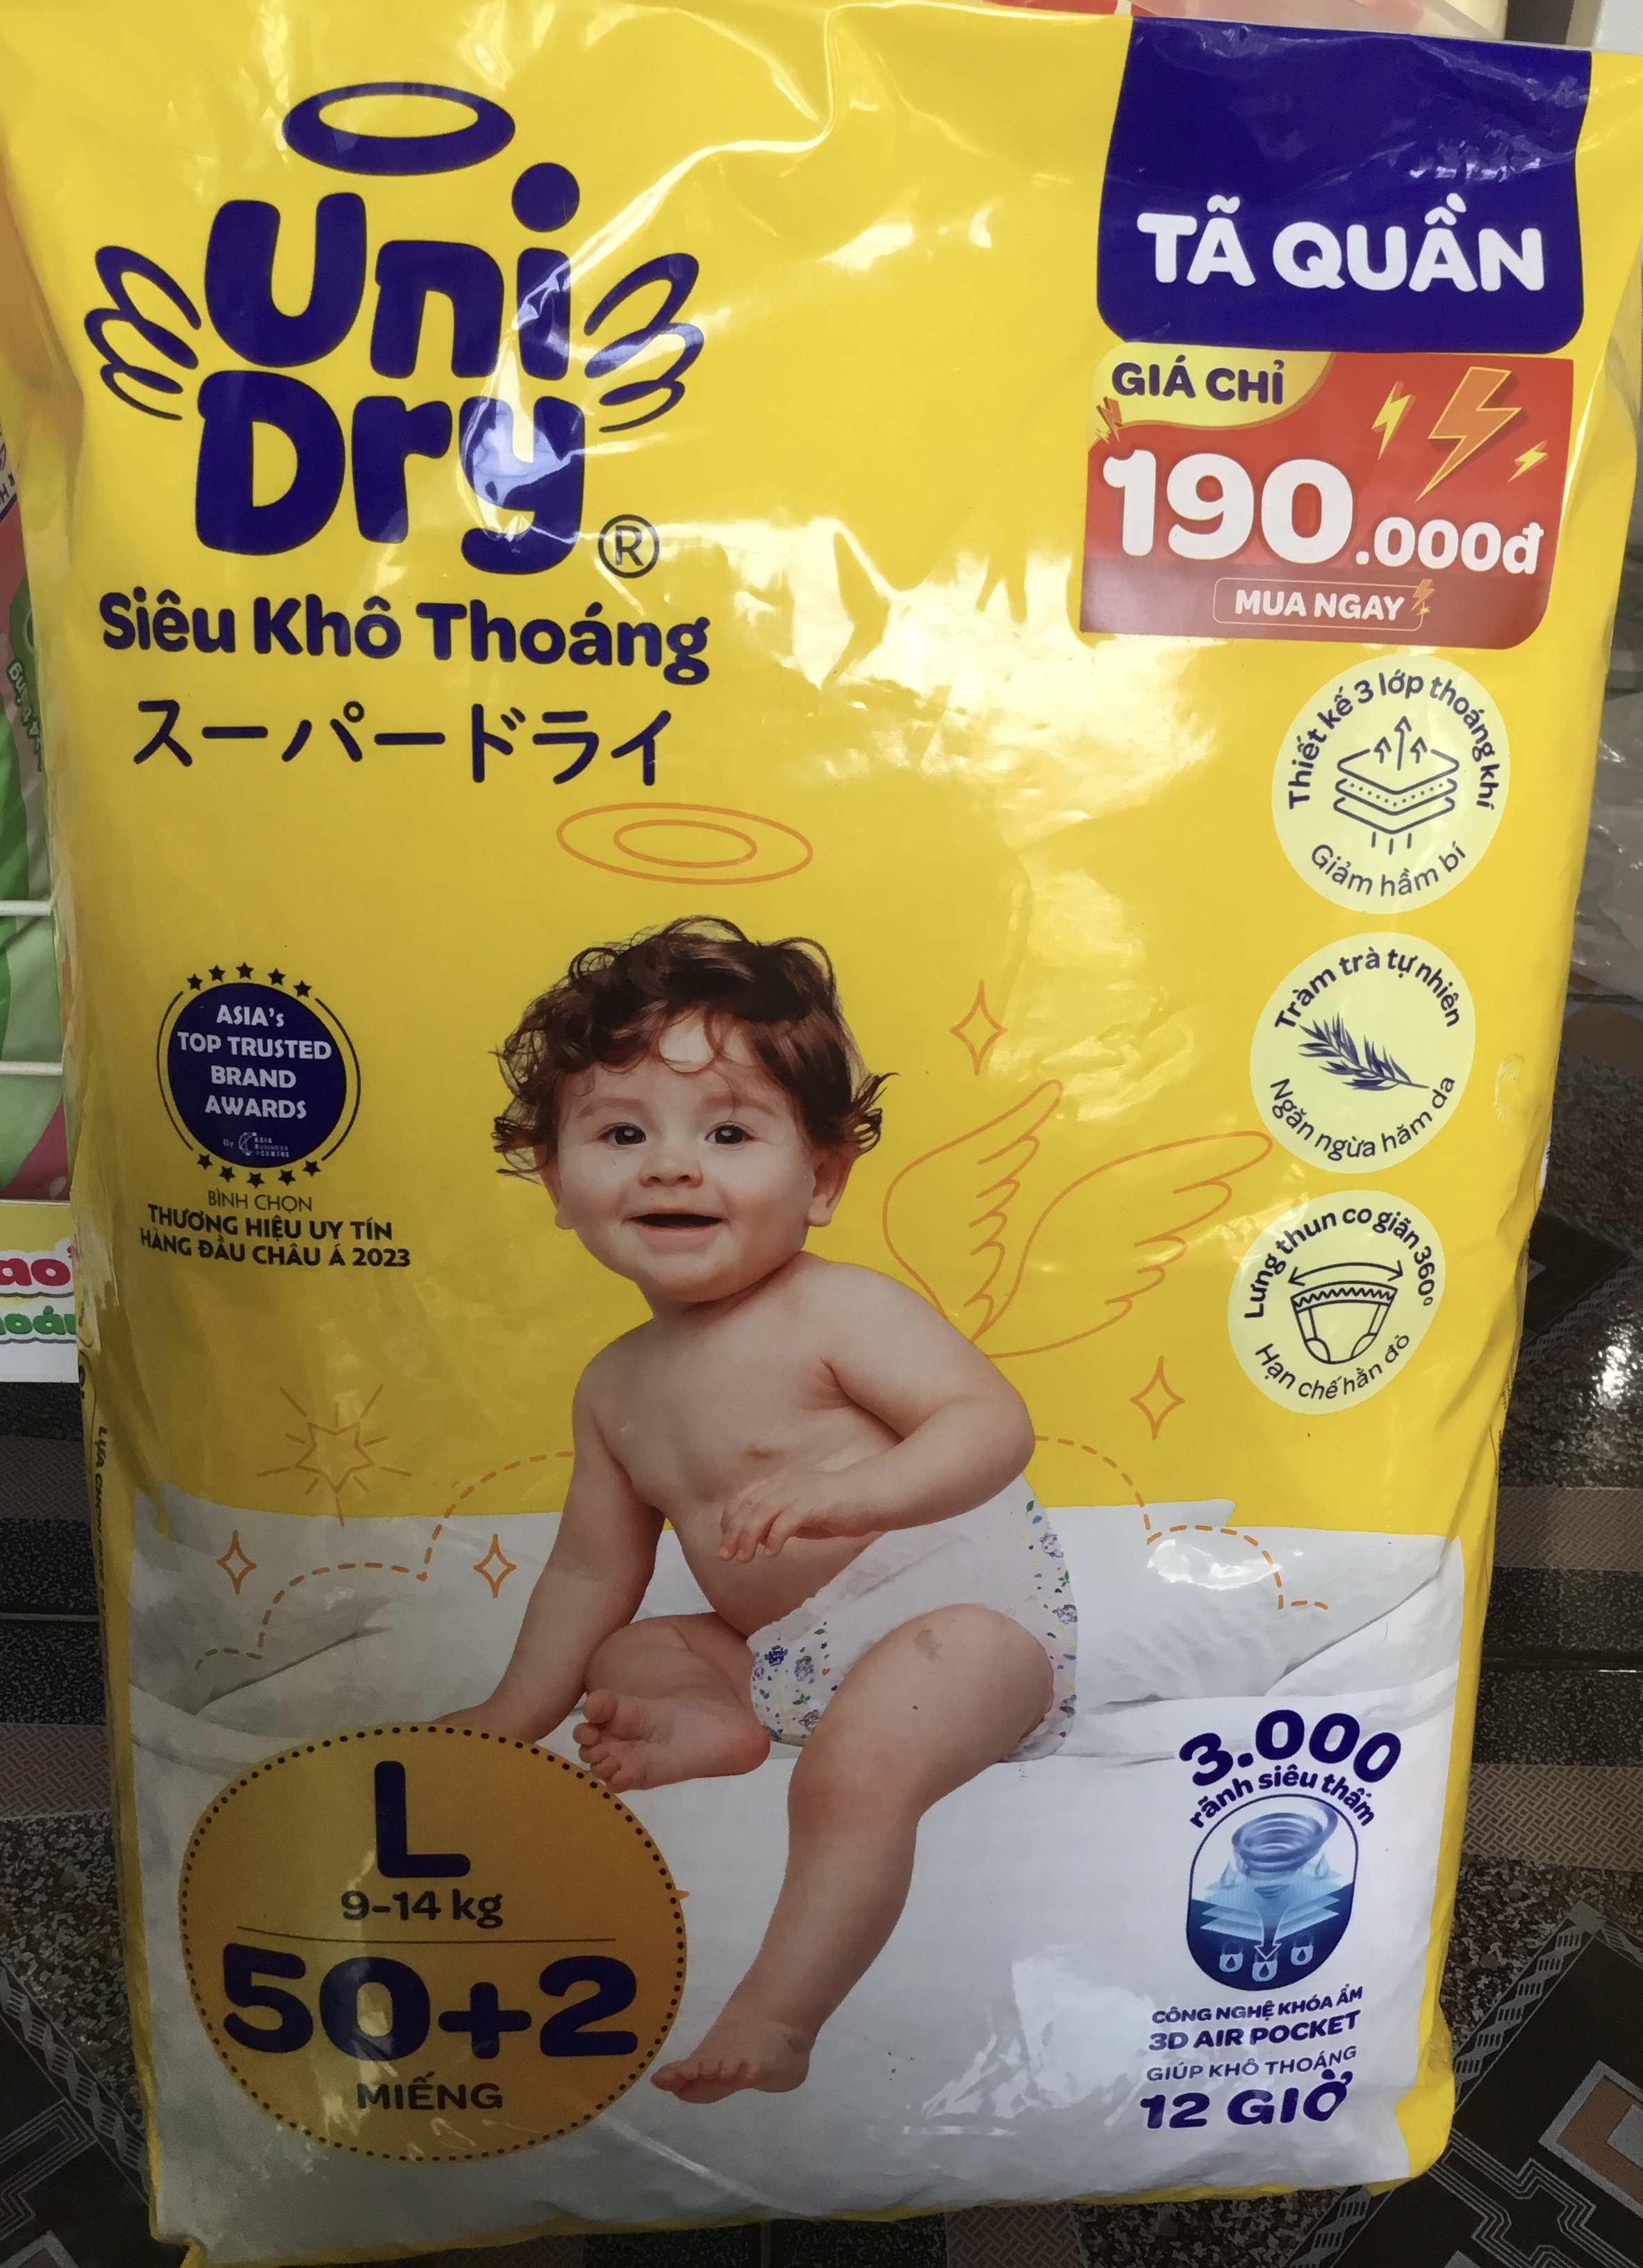 Uni
Dry®
Siêu Khô Thoáng
スーパードライ
TÃ QUẦN
GIÁ CHỈ
190.000đ
MUA NGAY
Thiết kế 3 lớp thoáng khí
Giảm hầm bí
Tràm trà tự nhiên
Ngăn ngừa hăm da
Lưng thun co giãn 360°
Hạn chế hằn đỏ
ASIA's
TOP TRUSTED
BRAND
AWARDS
By ASIA
BUSINESS
CENTRE
BÌNH CHỌN
THƯƠNG HIỆU UY TÍN
HÀNG ĐẦU CHÂU Á 2023
L
9-14 kg
50+2
MIẾNG
3.000
rãnh siêu thấm
CÔNG NGHỆ KHÓA ẨM
3D AIR POCKET
GIÚP KHÔ THOÁNG
12 GIỜ